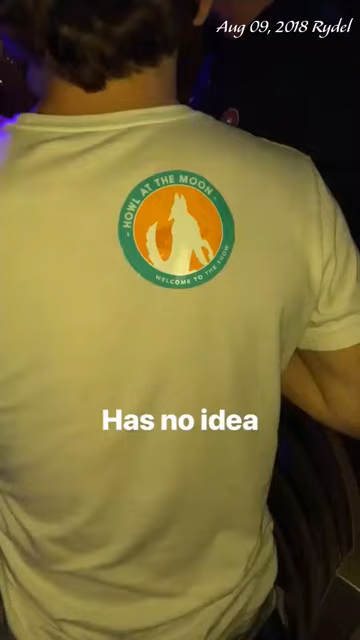 Aug 09, 2018 Rydel
- HOWL AT THE MOON -
WELCOME TO THE SHOW
Has no idea